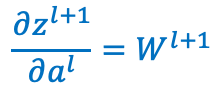 ∂z^{l+1}/∂a^l = W^{l+1}